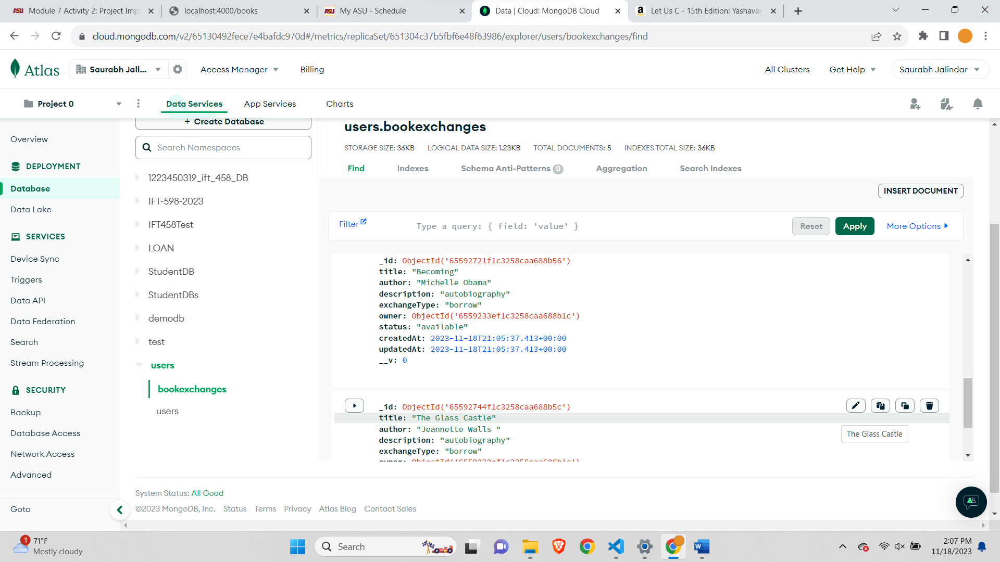 Module 7 Activity 2: Project Impl
localhost:4000/books
My ASU - Schedule
Data | Cloud: MongoDB Cloud
Let Us C - 15th Edition: Yashavan
cloud.mongodb.com/v2/65130492fece7e4bafdc970d#/metrics/replicaSet/651304c37b5fbf6e48f63986/explorer/users/bookexchanges/find
Atlas
Saurabh Jali...
Access Manager
Billing
All Clusters
Get Help
Saurabh Jalindar
Project 0
Data Services
App Services
Charts
Overview
DEPLOYMENT
Database
Data Lake
SERVICES
Device Sync
Triggers
Data API
Data Federation
Search
Stream Processing
SECURITY
Backup
Database Access
Network Access
Advanced
Goto
+ Create Database
Search Namespaces
1223450319_ift_458_DB
IFT-598-2023
IFT458Test
LOAN
StudentDB
StudentDBs
demodb
test
users
bookexchanges
users
users.bookexchanges
STORAGE SIZE: 36KB LOGICAL DATA SIZE: 1.23KB TOTAL DOCUMENTS: 5 INDEXES TOTAL SIZE: 36KB
Find Indexes Schema Anti-Patterns 0 Aggregation Search Indexes
INSERT DOCUMENT
Filter
Type a query: { field: 'value' }
Reset
Apply
More Options
_id: ObjectId('65592721f1c3258caa688b56')
title: "Becoming"
author: "Michelle Obama"
description: "autobiography"
exchangeType: "borrow"
owner: ObjectId('6559233ef1c3258caa688b1c')
status: "available"
createdAt: 2023-11-18T21:05:37.413+00:00
updatedAt: 2023-11-18T21:05:37.413+00:00
__v: 0
_id: ObjectId('65592744f1c3258caa688b5c')
title: "The Glass Castle"
author: "Jeannette Walls "
The Glass Castle
description: "autobiography"
exchangeType: "borrow"
owner: ObjectId('6559233ef1c3258caa688b1c')
System Status: All Good
©2023 MongoDB, Inc. Status Terms Privacy Atlas Blog Contact Sales
1
71°F
Mostly cloudy
Search
2:07 PM
11/18/2023